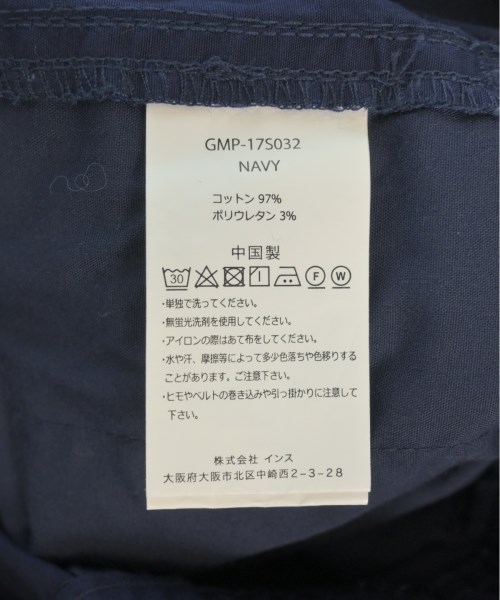 GMP-17S032
NAVY
コットン 97%
ポリウレタン 3%
中国製
30 F W
・単独で洗ってください。
・無蛍光洗剤を使用してください。
・アイロンの際はあて布をしてください。
・水や汗、摩擦等によって多少色落ちや色移りする
ことがあります。ご注意下さい。
・ヒモやベルトの巻き込みや引っ掛かりに注意して
下さい。
株式会社 インス
大阪府大阪市北区中崎西2-3-28